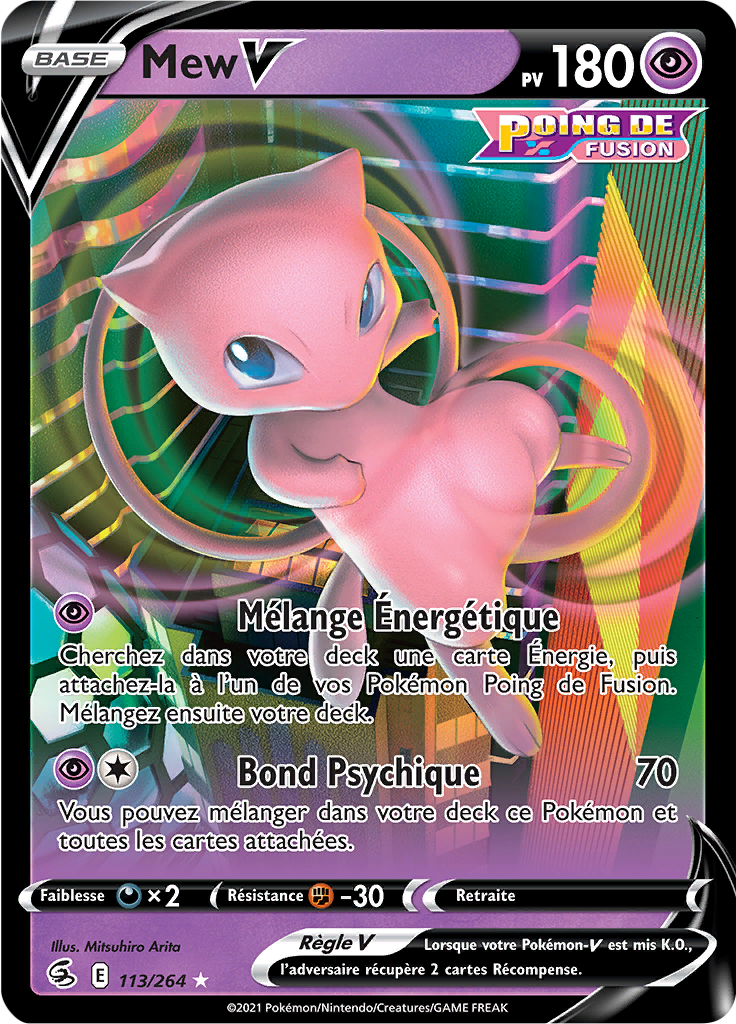 BASE
Mew V
PV 180
POING DE
FUSION
Mélange Énergétique
Cherchez dans votre deck une carte Énergie, puis
attachez-la à l'un de vos Pokémon Poing de Fusion.
Mélangez ensuite votre deck.
Bond Psychique 70
Vous pouvez mélanger dans votre deck ce Pokémon et
toutes les cartes attachées.
Faiblesse ×2 Résistance -30 Retraite
Illus. Mitsuhiro Arita
Règle V Lorsque votre Pokémon-V est mis K.O.,
l'adversaire récupère 2 cartes Récompense.
E 113/264 ★
©2021 Pokémon/Nintendo/Creatures/GAME FREAK